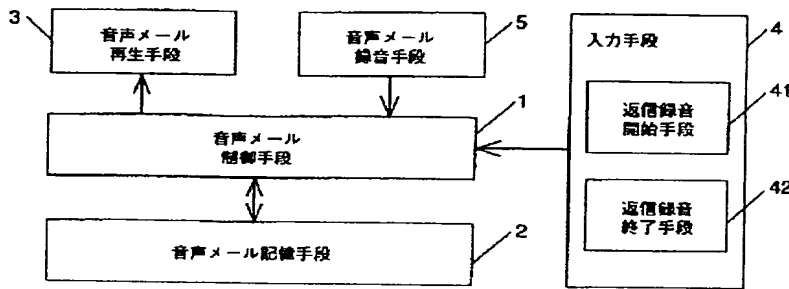 3
音声メール
再生手段
音声メール
録音手段
5
入力手段
4
返信録音
開始手段
41
1
音声メール
制御手段
返信録音
終了手段
42
音声メール記憶手段
2